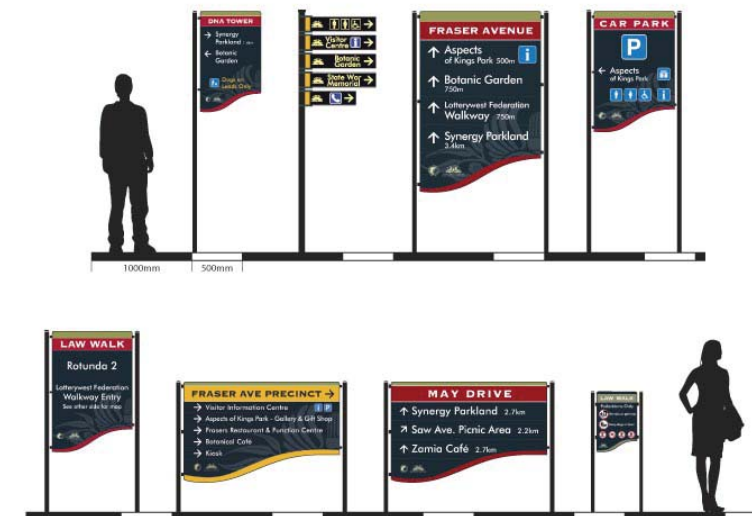 DNA TOWER
→ Synergy
Parkland
← Botanic
Garden
Dogs on
Leads Only
→
Visitor
Centre i →
Botanic
Garden →
State War
Memorial →
→
FRASER AVENUE
↑ Aspects
of Kings Park 500m i
↑ Botanic Garden
750m
↑ Lotterywest Federation
Walkway 750m
↑ Synergy Parkland
3.4km
CAR PARK
P
← Aspects
of Kings Park
i
1000mm
500mm
LAW WALK
Rotunda 2
Lotterywest Federation
Walkway Entry
See other side for map
FRASER AVE PRECINCT →
→ Visitor Information Centre i P
→ Aspects of Kings Park - Gallery & Gift Shop
→ Frasers Restaurant & Function Centre
→ Botanical Café
→ Kiosk
MAY DRIVE
↑ Synergy Parkland 2.7km
↗ Saw Ave. Picnic Area 2.2km
↑ Zamia Café 2.7km
LAW WALK